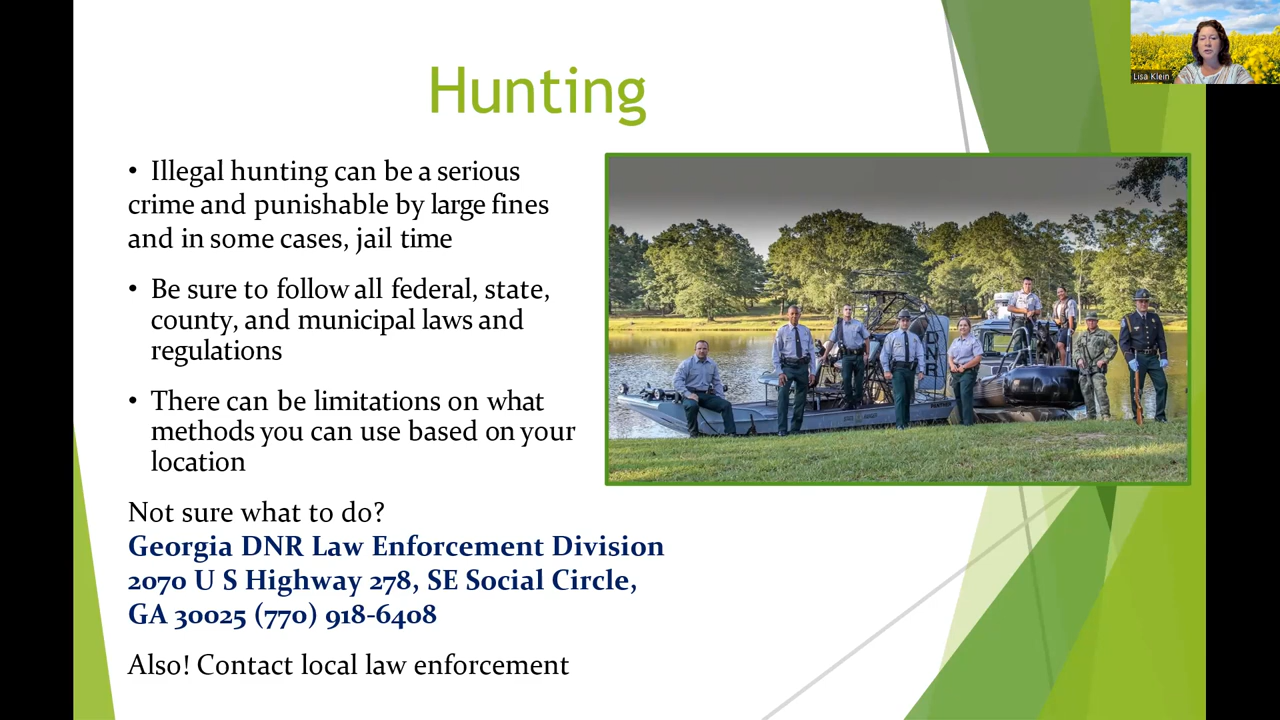 Hunting
• Illegal hunting can be a serious
crime and punishable by large fines
and in some cases, jail time
• Be sure to follow all federal, state,
county, and municipal laws and
regulations
• There can be limitations on what
methods you can use based on your
location
Not sure what to do?
Georgia DNR Law Enforcement Division
2070 U S Highway 278, SE Social Circle,
GA 30025 (770) 918-6408
Also! Contact local law enforcement
DNR
Lisa Klein